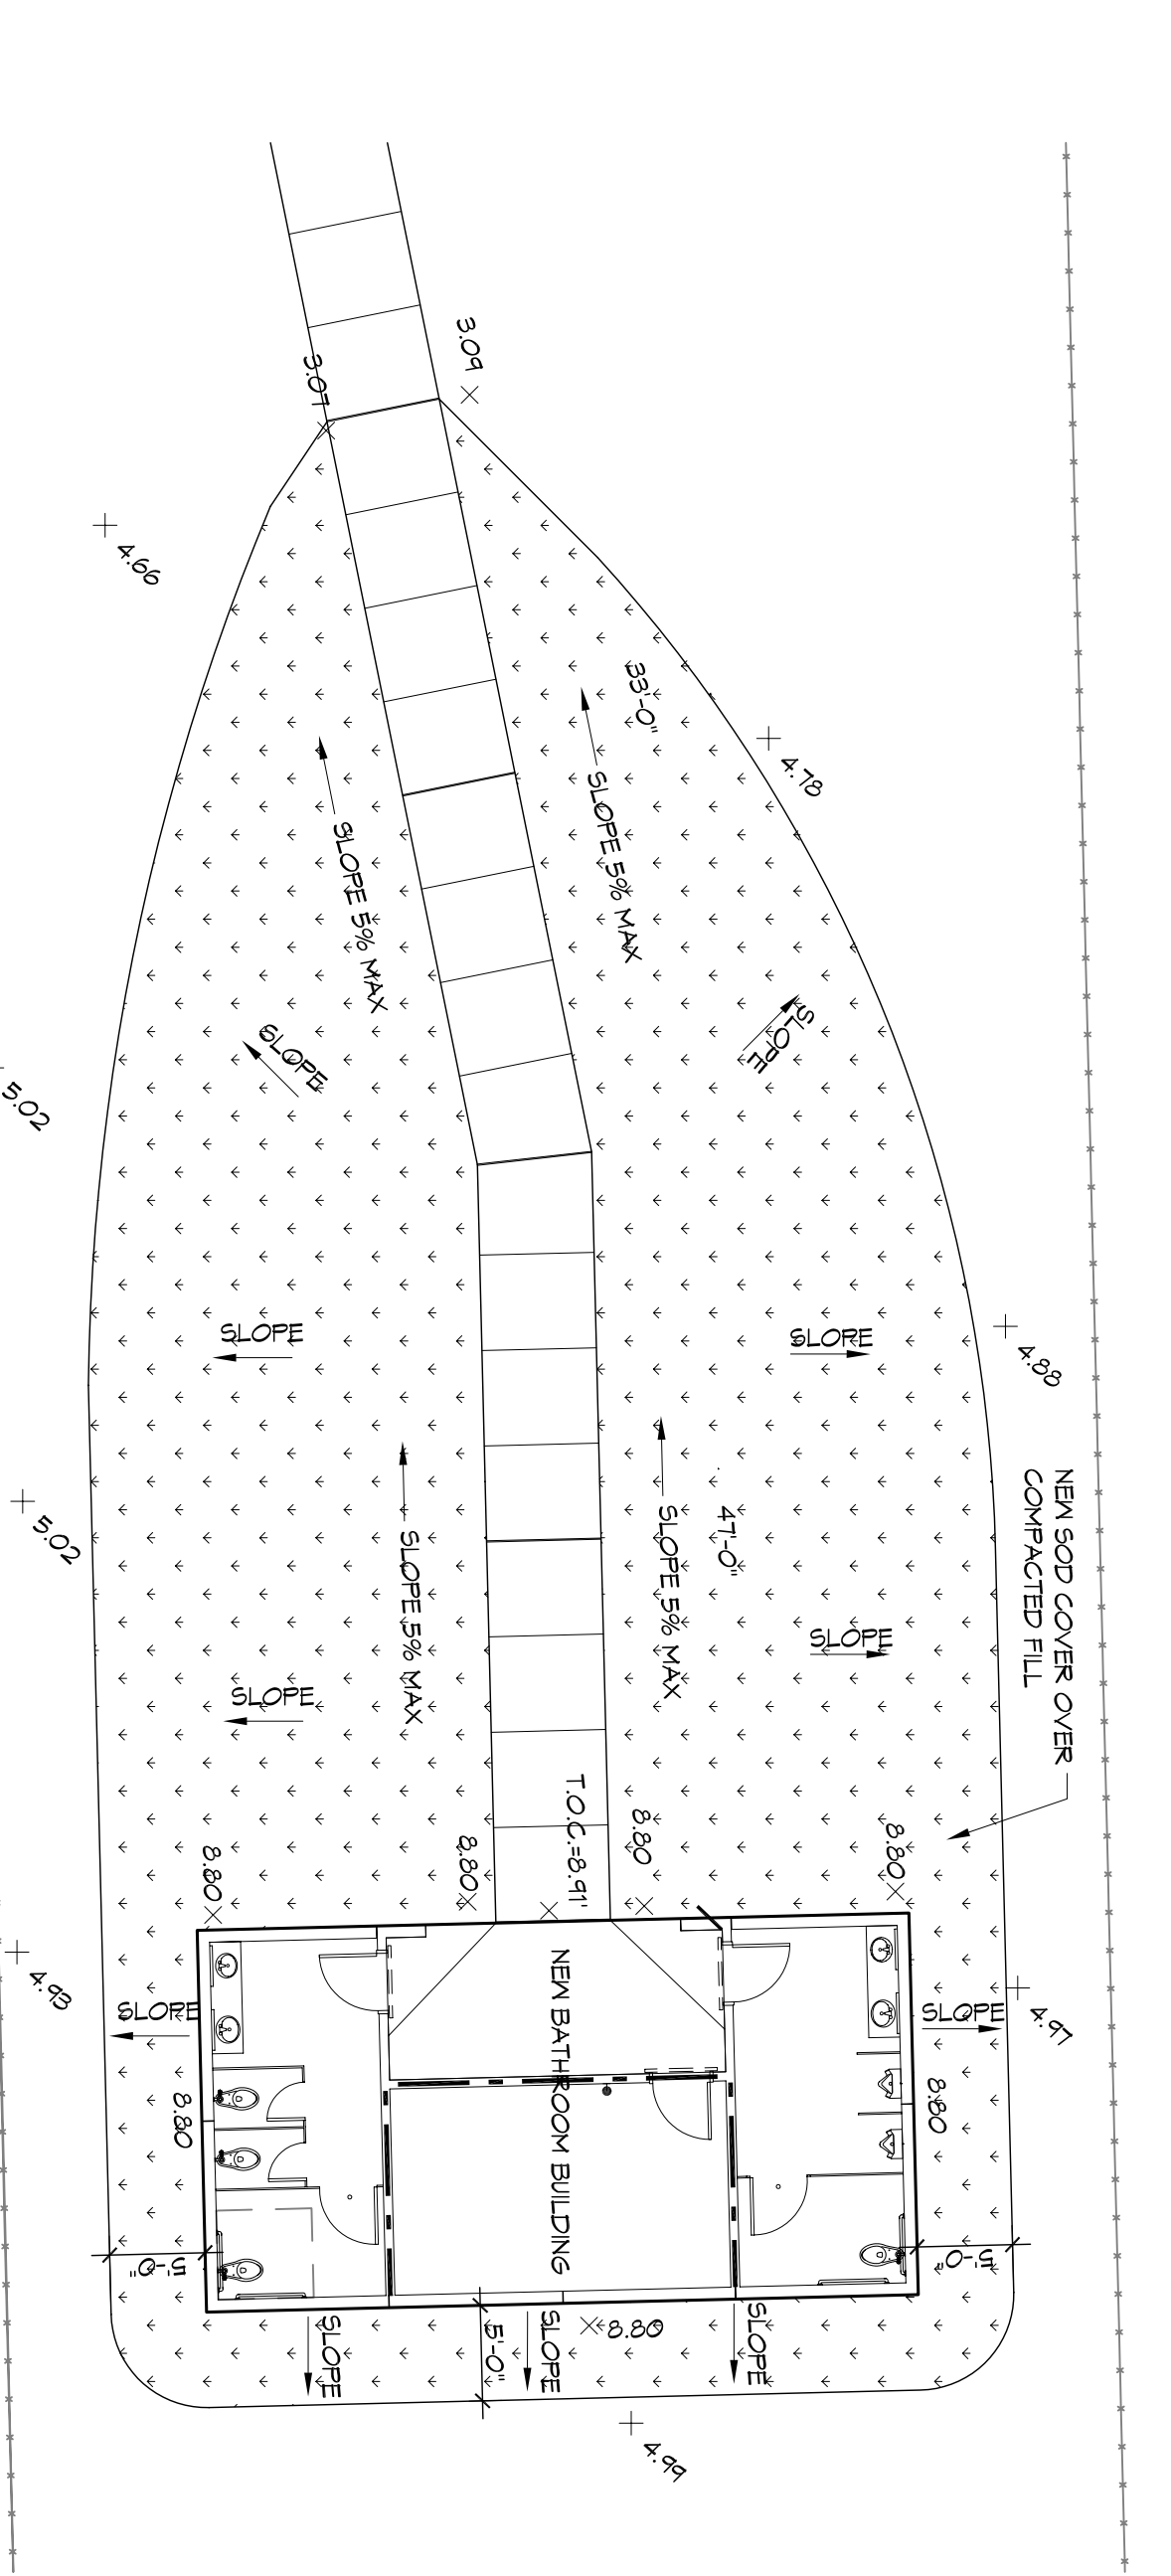 3.09
3.07
4.66
33'-0"
4.78
SLOPE 5% MAX
SLOPE 5% MAX
SLOPE
SLOPE
5.02
SLOPE
SLOPE
4.88
NEW SOD COVER OVER
COMPACTED FILL
5.02
47'-0"
SLOPE 5% MAX
SLOPE 5% MAX
SLOPE
SLOPE
T.O.C.=8.91'
8.80
8.80
8.80
8.80
4.93
4.97
SLOPE
SLOPE
NEW BATHROOM BUILDING
8.80
8.80
5'-0"
5'-0"
SLOPE
5'-0"
SLOPE
8.80
SLOPE
4.99